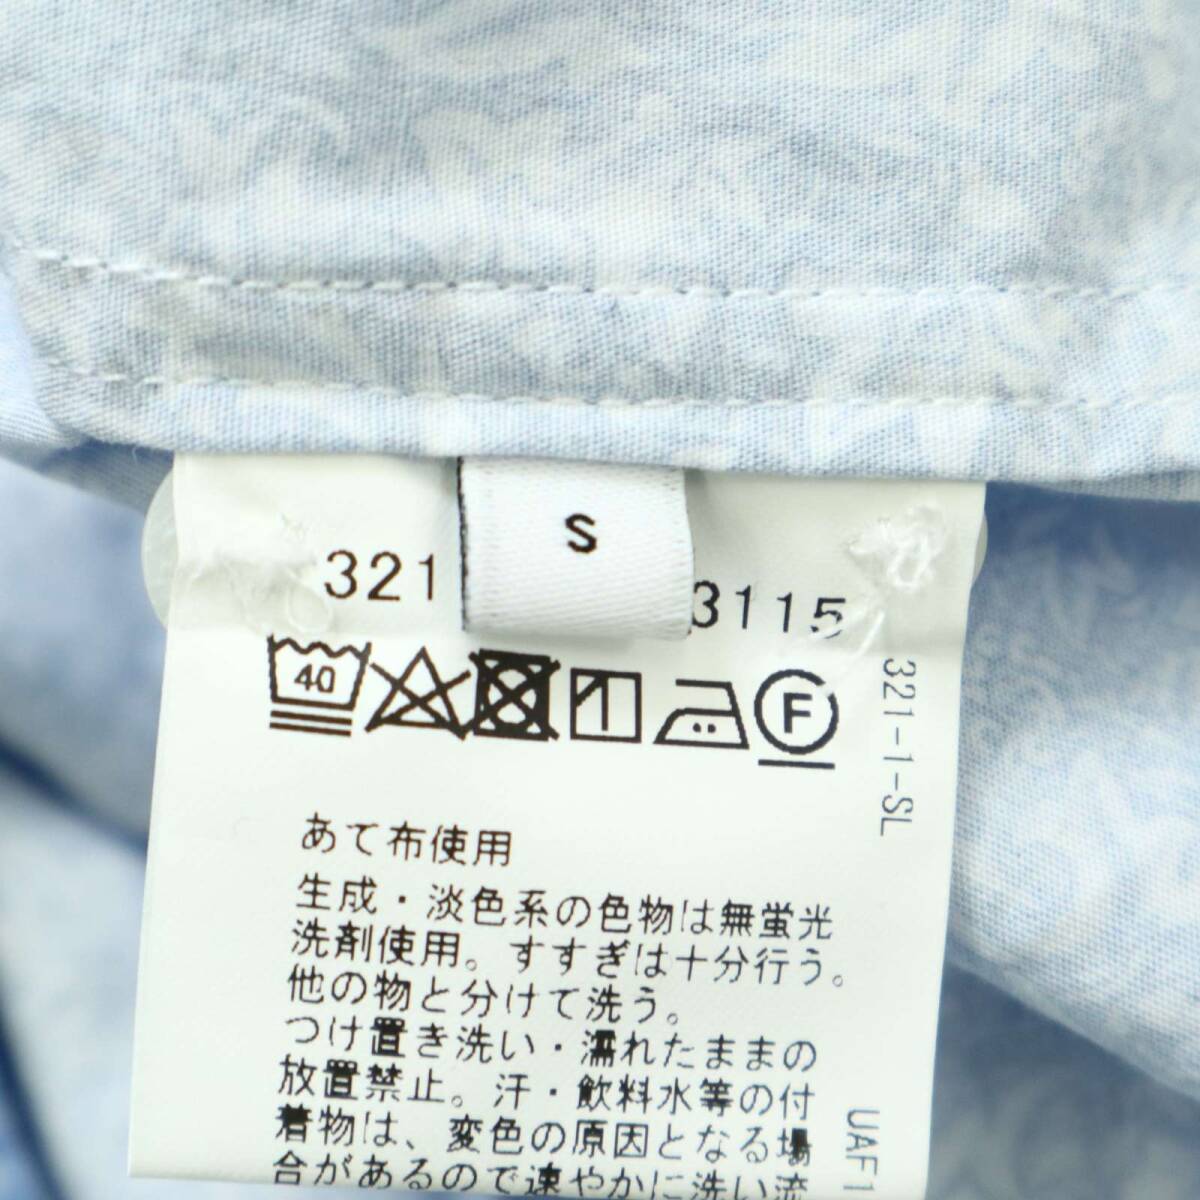 S
321
3115
40
F
321-1-SL
あて布使用
生成・淡色系の色物は無蛍光
洗剤使用。すすぎは十分行う。
他の物と分けて洗う。
つけ置き洗い・濡れたままの
放置禁止。汗・飲料水等の付
着物は、変色の原因となる場
合があるので速やかに洗い流
UAF1